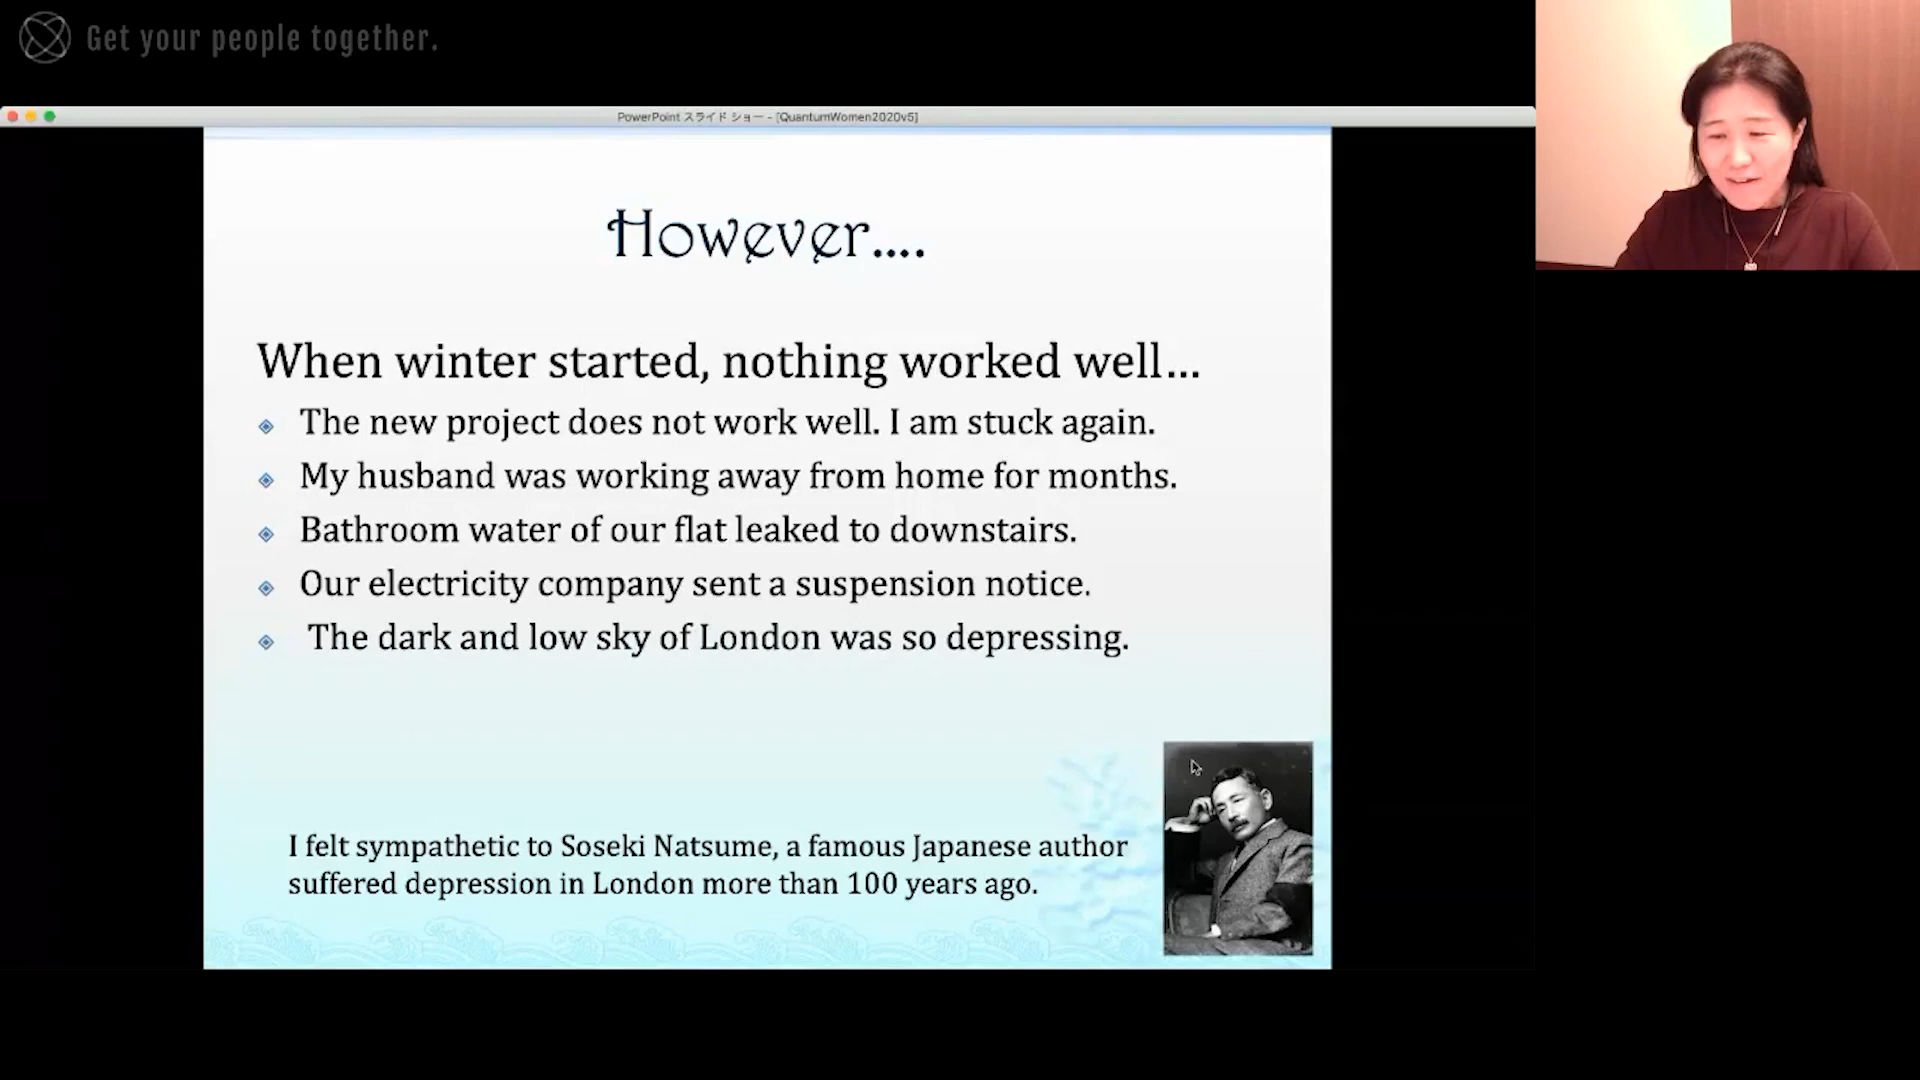 Get your people together.
PowerPoint スライド ショー - [QuantumWomen2020v5]
However....
When winter started, nothing worked well...
The new project does not work well. I am stuck again.
My husband was working away from home for months.
Bathroom water of our flat leaked to downstairs.
Our electricity company sent a suspension notice.
The dark and low sky of London was so depressing.
I felt sympathetic to Soseki Natsume, a famous Japanese author
suffered depression in London more than 100 years ago.